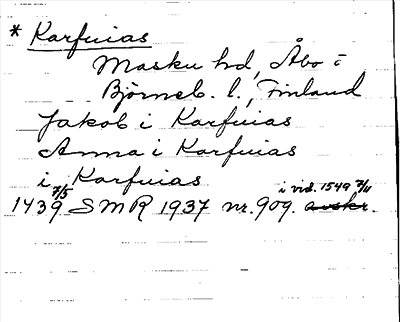 * Karfuias
Masku hd, Åbo o
Björneb. l., Finland
Jakob i Karfuias
Anna i Karfuias
i Karfuias
1439 7/5 SMR 1937 nr. 909. i vid. 1549 7/11 avskr.